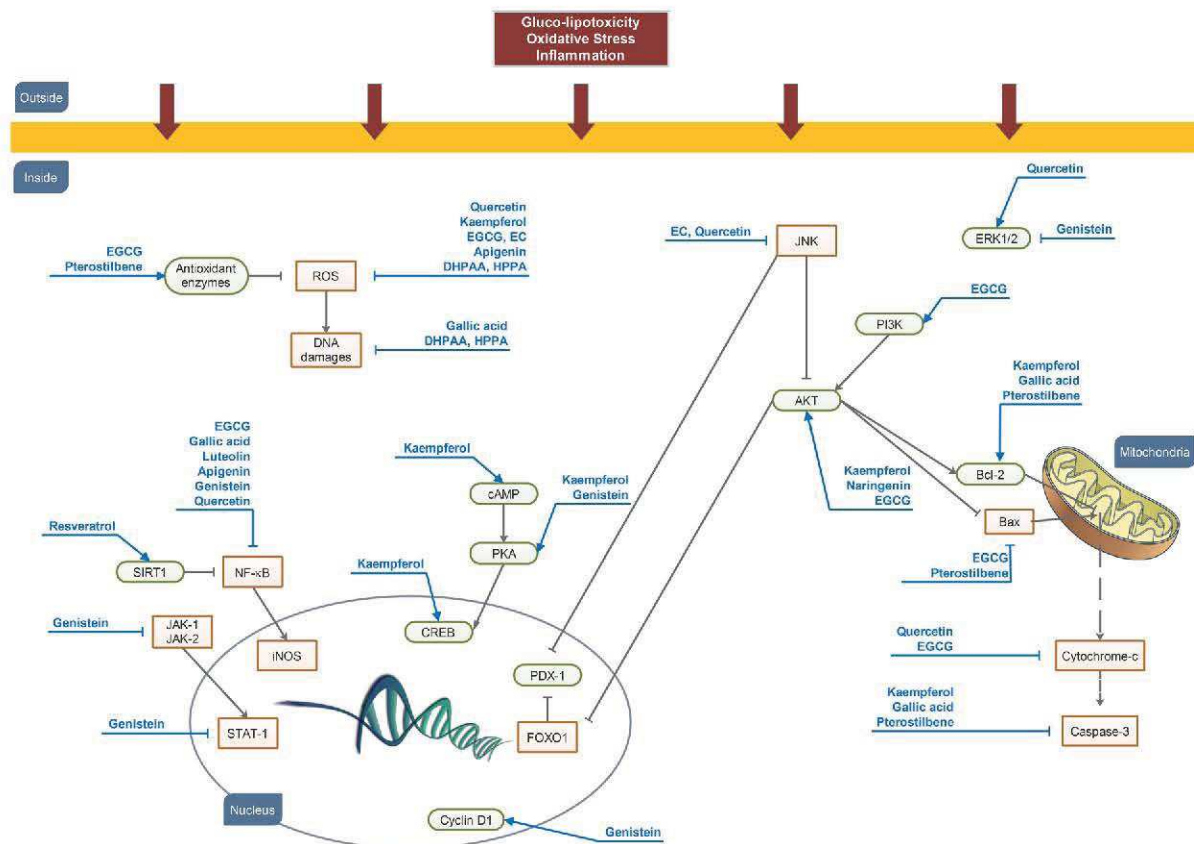 Gluco-lipotoxicity
Oxidative Stress
Inflammation
Outside
Inside
Quercetin
ERK1/2
Genistein
Quercetin
Kaempferol
EGCG, EC
Apigenin
DHPAA, HPPA
EGCG
Pterostilbene
Antioxidant
enzymes
ROS
Gallic acid
DHPAA, HPPA
DNA
damages
EC, Quercetin
JNK
EGCG
PI3K
AKT
Kaempferol
Gallic acid
Pterostilbene
Kaempferol
Naringenin
EGCG
Bcl-2
Bax
Mitochondria
EGCG
Pterostilbene
EGCG
Gallic acid
Luteolin
Apigenin
Genistein
Quercetin
Resveratrol
SIRT1
NF-κB
Kaempferol
cAMP
Kaempferol
Genistein
PKA
Kaempferol
CREB
Genistein
JAK-1
JAK-2
iNOS
PDX-1
Quercetin
EGCG
Cytochrome-c
Genistein
STAT-1
FOXO1
Kaempferol
Gallic acid
Pterostilbene
Caspase-3
Nucleus
Cyclin D1
Genistein